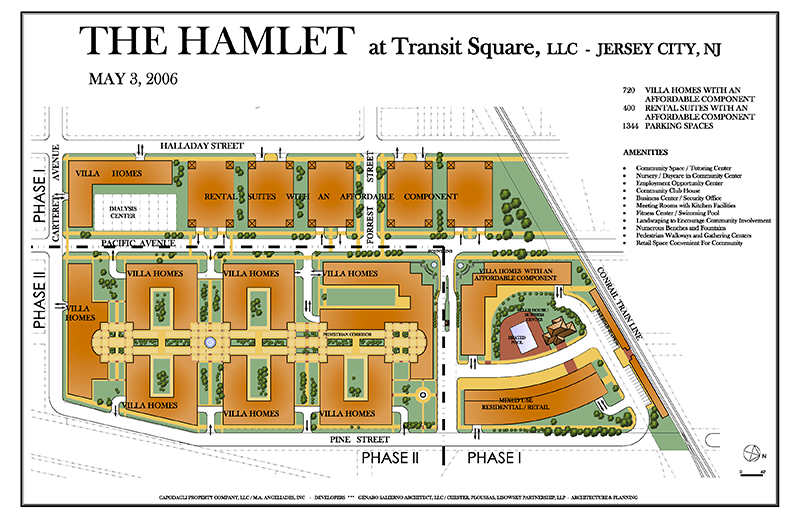 THE HAMLET at Transit Square, LLC - JERSEY CITY, NJ
MAY 3, 2006
720 VILLA HOMES WITH AN
AFFORDABLE COMPONENT
400 RENTAL SUITES WITH AN
AFFORDABLE COMPONENT
1344 PARKING SPACES
AMENITIES
• Community Space / Tutoring Center
• Nursery / Daycare in Community Center
• Employment Opportunity Center
• Community Club House
• Business Center / Security Office
• Meeting Rooms with Kitchen Facilities
• Fitness Center / Swimming Pool
• Landscaping to Encourage Community Involvement
• Numerous Benches and Fountains
• Pedestrian Walkways and Gathering Centers
• Retail Space Convenient For Community
HALLADAY STREET
PHASE I
CARTERET AVENUE
VILLA HOMES
DIALYSIS
CENTER
RENTAL SUITES WITH AN AFFORDABLE COMPONENT
FORREST STREET
PACIFIC AVENUE
PHASE II
VILLA
HOMES
VILLA HOMES
VILLA HOMES
VILLA HOMES
VILLA HOMES WITH AN
AFFORDABLE COMPONENT
CONRAIL TRAIN LINE
CLUB HOUSE /
BUSINESS
CENTER
HEATED
POOL
PEDESTRIAN CORRIDOR
VILLA HOMES
VILLA HOMES
VILLA HOMES
MIXED USE
RESIDENTIAL / RETAIL
PINE STREET
PHASE II
PHASE I
N
0 40'
CAPODAGLI PROPERTY COMPANY, LLC / M.A. ANGELIADES, INC - DEVELOPERS *** GENARO SALIERNO ARCHITECT, LLC / CHESTER, PLOUSSAS, LISOWSKY PARTNERSHIP, LLP - ARCHITECTURE & PLANNING